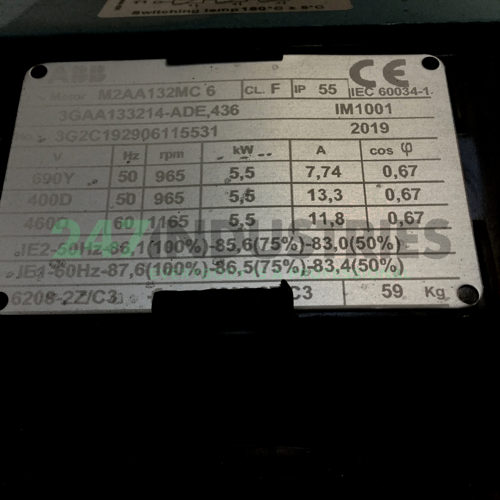 Switching temp 150°C ± 5°C
ABB
CE
Motor M2AA132MC 6 CL. F IP 55 IEC 60034-1
3GAA133214-ADE,436 IM1001
No. 3G2C192906115531 2019
V Hz rpm kW A cos φ
690Y 50 965 5,5 7,74 0,67
400D 50 965 5,5 13,3 0,67
460D 60 1165 5,5 11,8 0,67
247INDUSTRIES
IE2-50Hz-86,1(100%)-85,6(75%)-83,0(50%)
IE1-60Hz-87,6(100%)-86,5(75%)-83,4(50%)
6208-2Z/C3 C3 59 Kg